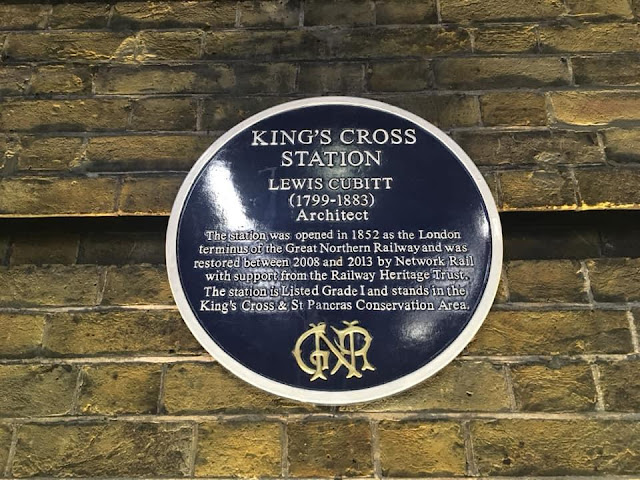 KING'S CROSS
STATION
LEWIS CUBITT
(1799-1883)
Architect
The station was opened in 1852 as the London
terminus of the Great Northern Railway and was
restored between 2008 and 2013 by Network Rail
with support from the Railway Heritage Trust.
The station is Listed Grade I and stands in the
King's Cross & St Pancras Conservation Area.
GNR